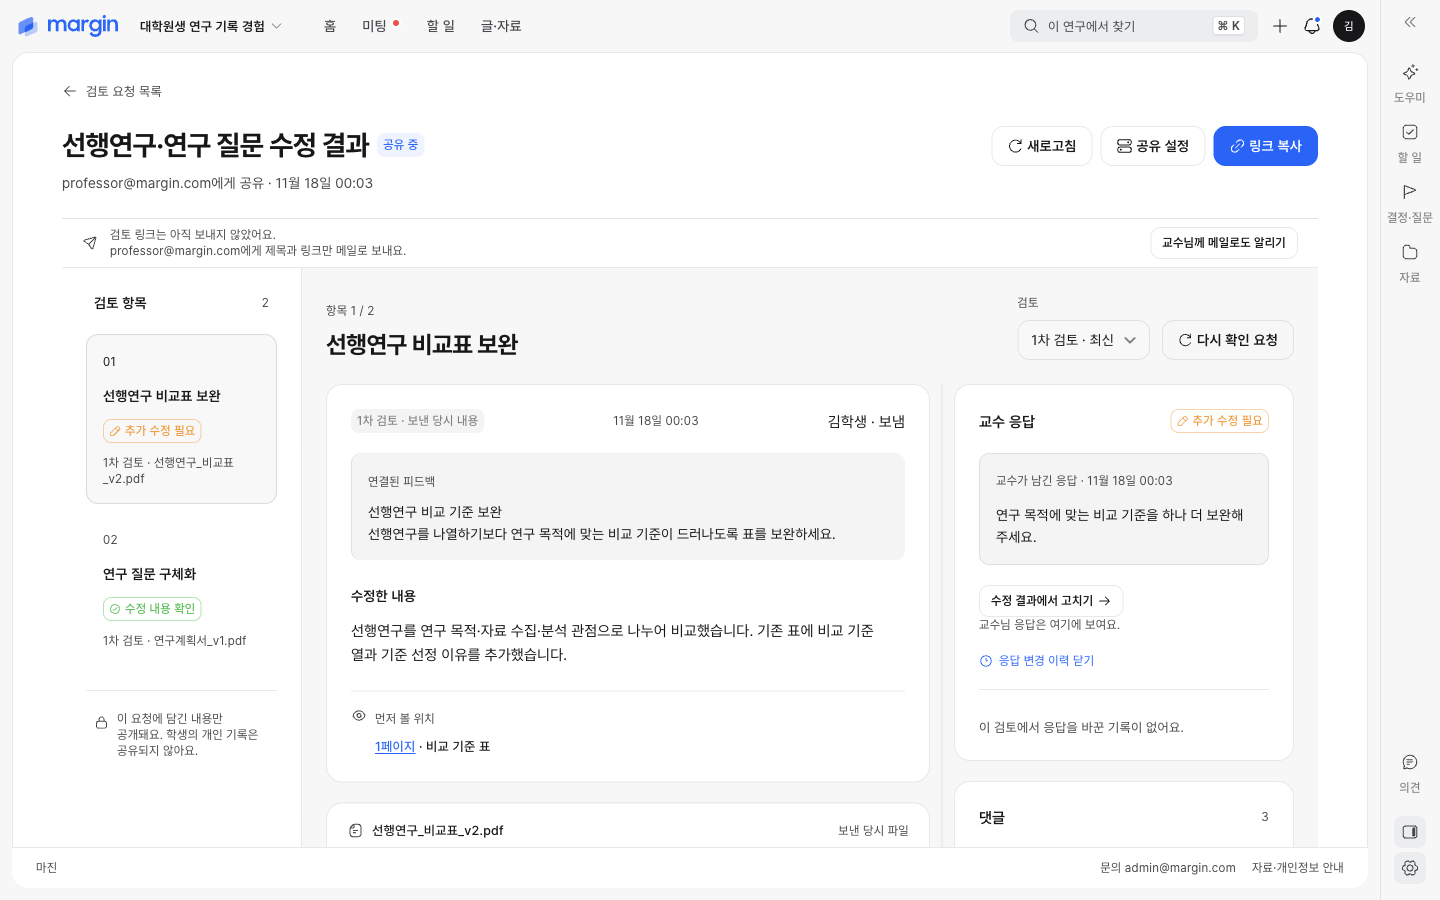 margin
대학원생 연구 기록 경험
홈
미팅
할 일
글·자료
이 연구에서 찾기
⌘ K
김
검토 요청 목록
선행연구·연구 질문 수정 결과
공유 중
새로고침
공유 설정
링크 복사
professor@margin.com에게 공유 · 11월 18일 00:03
검토 링크는 아직 보내지 않았어요.
professor@margin.com에게 제목과 링크만 메일로 보내요.
교수님께 메일로도 알리기
검토 항목
2
01
선행연구 비교표 보완
추가 수정 필요
1차 검토 · 선행연구_비교표
_v2.pdf
02
연구 질문 구체화
수정 내용 확인
1차 검토 · 연구계획서_v1.pdf
이 요청에 담긴 내용만
공개돼요. 학생의 개인 기록은
공유되지 않아요.
항목 1 / 2
선행연구 비교표 보완
검토
1차 검토 · 최신
다시 확인 요청
1차 검토 · 보낸 당시 내용
11월 18일 00:03
김학생 · 보냄
연결된 피드백
선행연구 비교 기준 보완
선행연구를 나열하기보다 연구 목적에 맞는 비교 기준이 드러나도록 표를 보완하세요.
수정한 내용
선행연구를 연구 목적·자료 수집·분석 관점으로 나누어 비교했습니다. 기존 표에 비교 기준
열과 기준 선정 이유를 추가했습니다.
먼저 볼 위치
1페이지 · 비교 기준 표
선행연구_비교표_v2.pdf
보낸 당시 파일
교수 응답
추가 수정 필요
교수가 남긴 응답 · 11월 18일 00:03
연구 목적에 맞는 비교 기준을 하나 더 보완해
주세요.
수정 결과에서 고치기
교수님 응답은 여기에 보여요.
응답 변경 이력 닫기
이 검토에서 응답을 바꾼 기록이 없어요.
댓글
3
도우미
할 일
결정·질문
자료
의견
마진
문의 admin@margin.com
자료·개인정보 안내